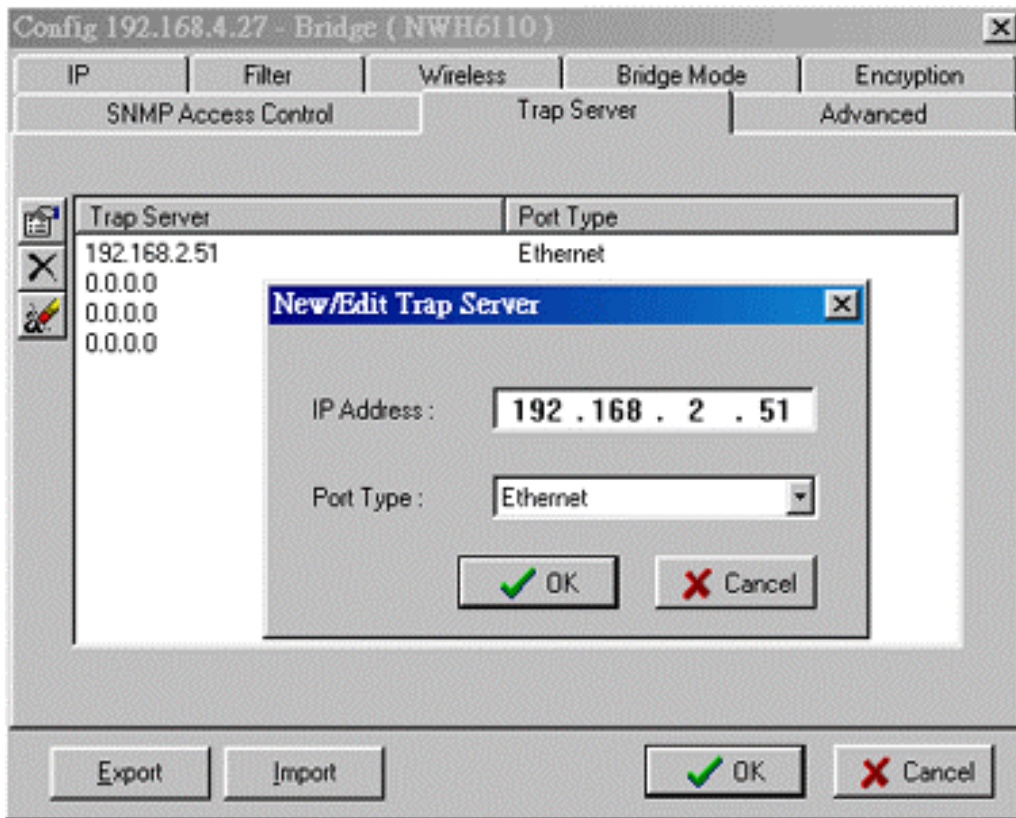 Config 192.168.4.27 - Bridge ( NWH6110 )
IP Filter Wireless Bridge Mode Encryption
SNMP Access Control Trap Server Advanced
Trap Server Port Type
192.168.2.51 Ethernet
0.0.0.0
0.0.0.0
0.0.0.0
New/Edit Trap Server
IP Address : 192 . 168 . 2 . 51
Port Type : Ethernet
OK Cancel
Export Import OK Cancel